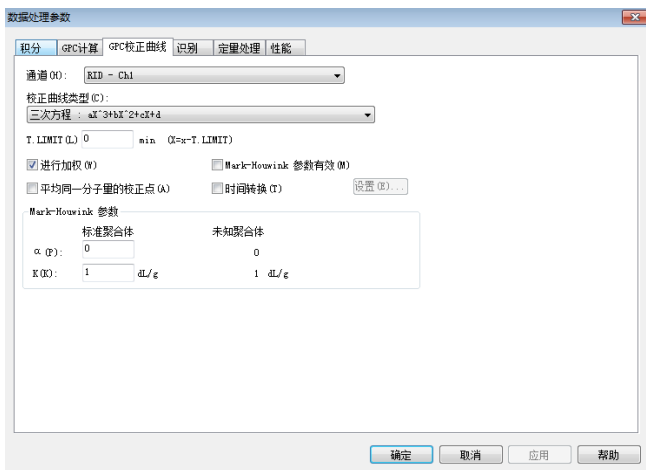 数据处理参数
积分 GPC计算 GPC校正曲线 识别 定量处理 性能
通道(H): RID - Ch1
校正曲线类型(C):
三次方程 : aX^3+bX^2+cX+d
T.LIMIT(L) 0 min (X=x-T.LIMIT)
进行加权(W) Mark-Houwink 参数有效(M)
平均同一分子量的校正点(A) 时间转换(T) 设置(E)...
Mark-Houwink 参数
标准聚合体 未知聚合体
α(P): 0 0
K(K): 1 dL/g 1 dL/g
确定 取消 应用 帮助